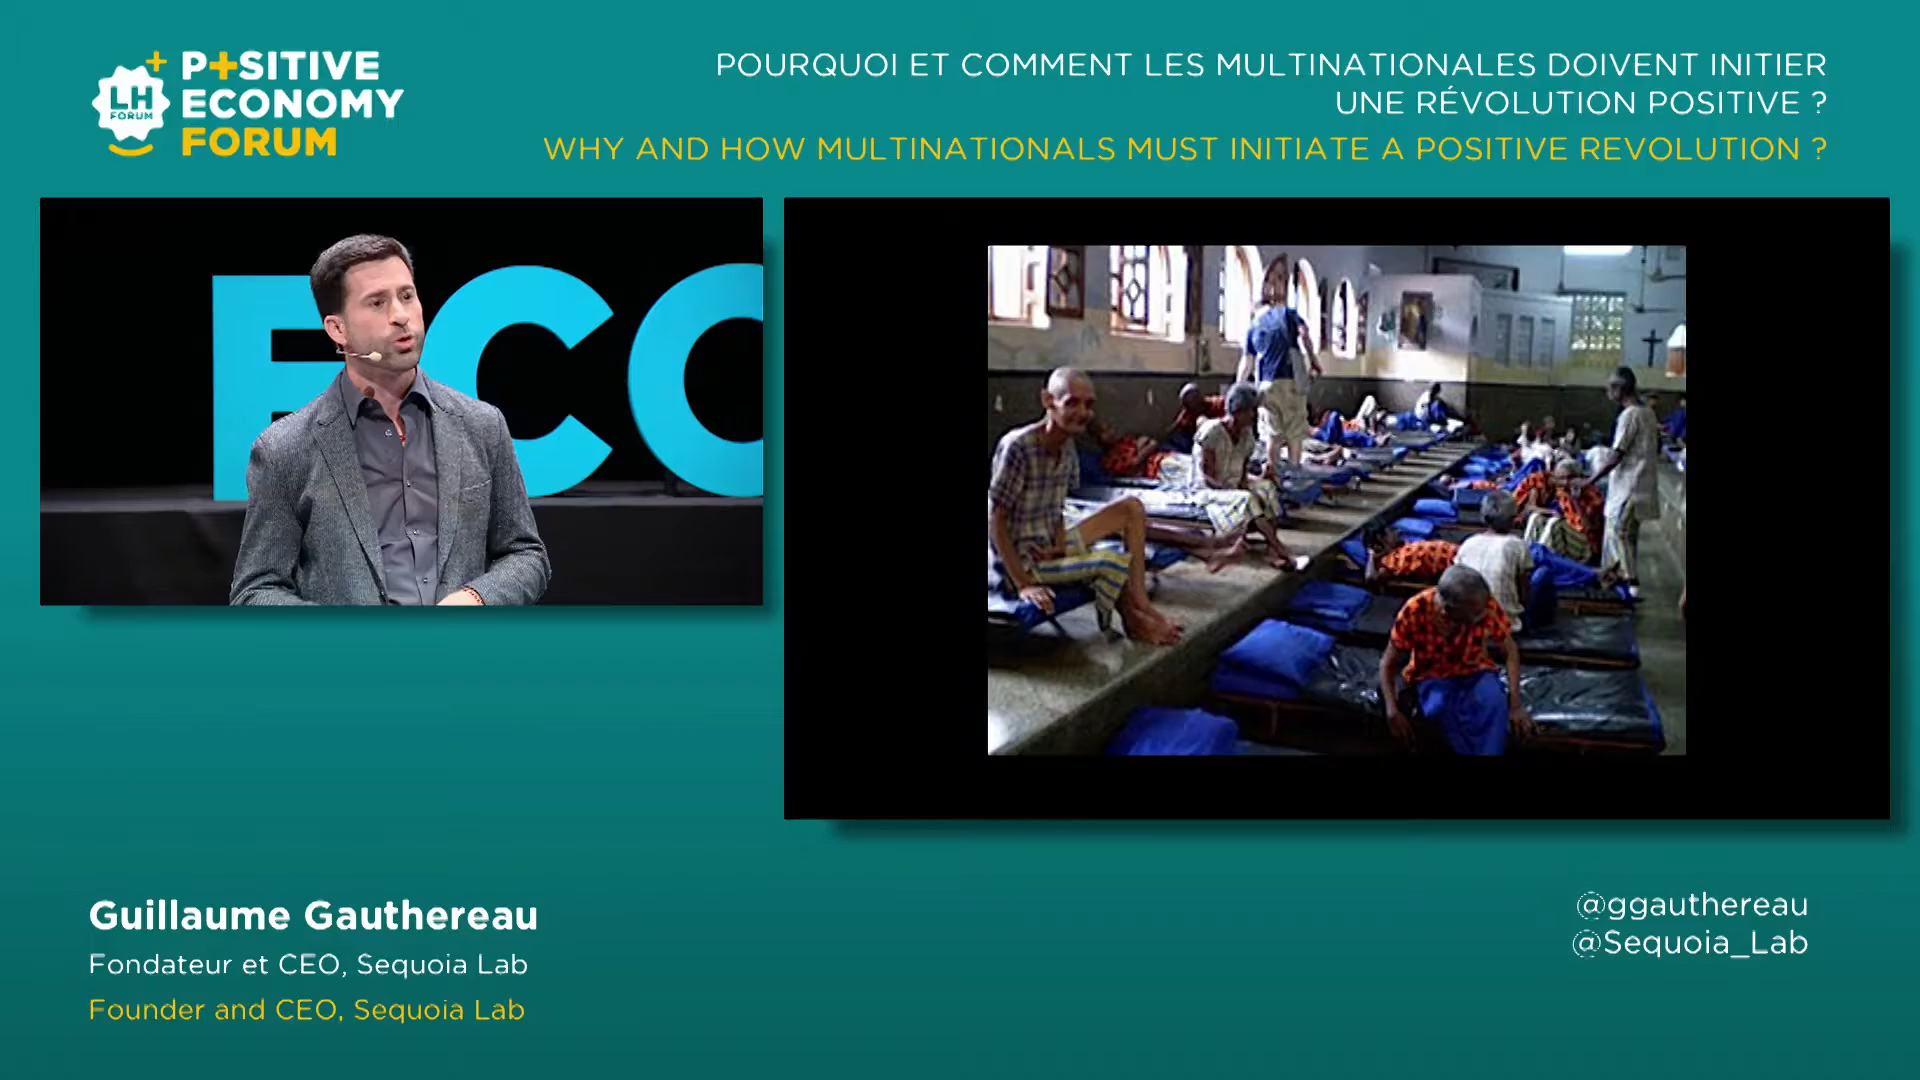 P+SITIVE
ECONOMY
FORUM
LH
FORUM
POURQUOI ET COMMENT LES MULTINATIONALES DOIVENT INITIER
UNE RÉVOLUTION POSITIVE ?
WHY AND HOW MULTINATIONALS MUST INITIATE A POSITIVE REVOLUTION ?
ECO
Guillaume Gauthereau
Fondateur et CEO, Sequoia Lab
Founder and CEO, Sequoia Lab
@ggauthereau
@Sequoia_Lab